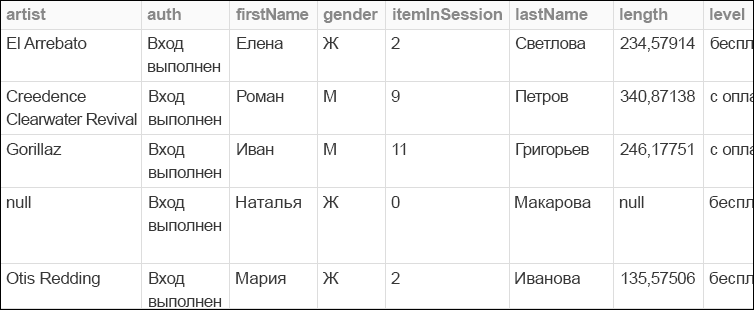 artist auth firstName gender itemInSession lastName length level
El Arrebato Вход Елена Ж 2 Светлова 234,57914 беспл
выполнен
Creedence Вход Роман М 9 Петров 340,87138 с опла
Clearwater Revival выполнен
Gorillaz Вход Иван М 11 Григорьев 246,17751 с опла
выполнен
null Вход Наталья Ж 0 Макарова null беспл
выполнен
Otis Redding Вход Мария Ж 2 Иванова 135,57506 беспл
выполнен